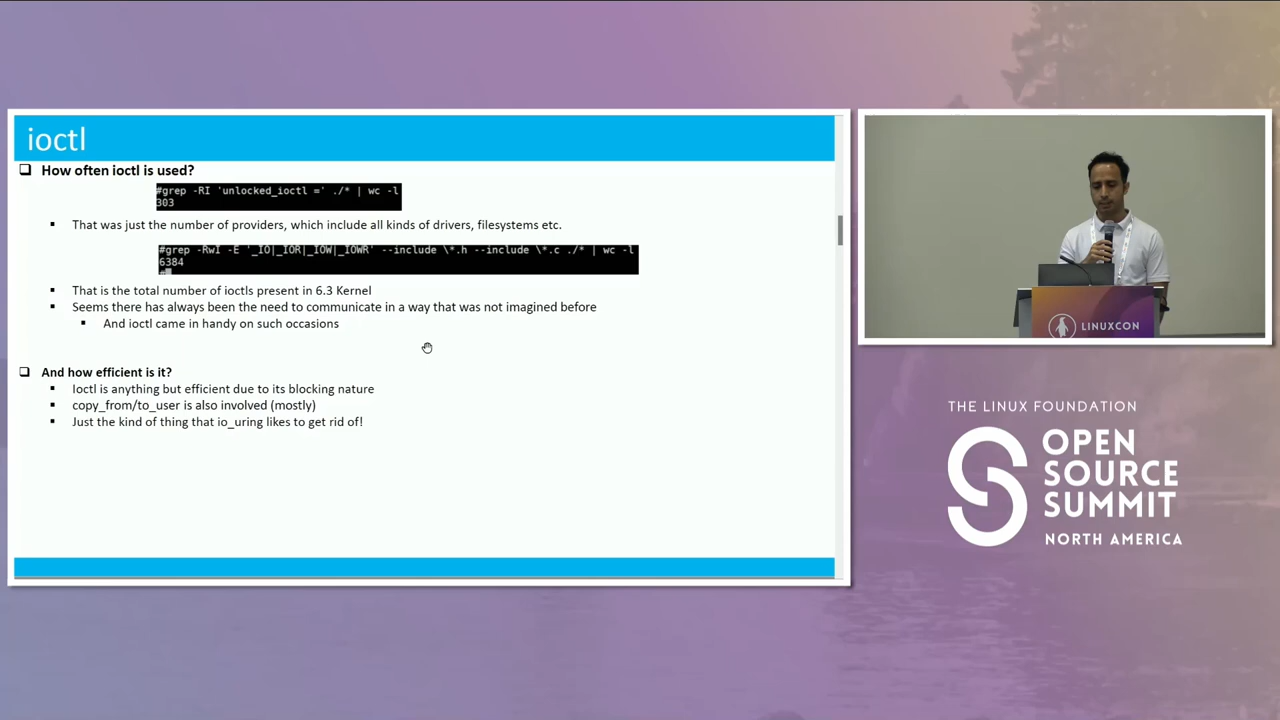 ioctl
How often ioctl is used?
#grep -RI 'unlocked_ioctl =' ./* | wc -l
303
That was just the number of providers, which include all kinds of drivers, filesystems etc.
#grep -RwI -E '_IO|_IOR|_IOW|_IOWR' --include \*.h --include \*.c ./* | wc -l
6384
#
That is the total number of ioctls present in 6.3 Kernel
Seems there has always been the need to communicate in a way that was not imagined before
And ioctl came in handy on such occasions
And how efficient is it?
Ioctl is anything but efficient due to its blocking nature
copy_from/to_user is also involved (mostly)
Just the kind of thing that io_uring likes to get rid of!
LINUXCON
THE LINUX FOUNDATION
OPEN
SOURCE
SUMMIT
NORTH AMERICA